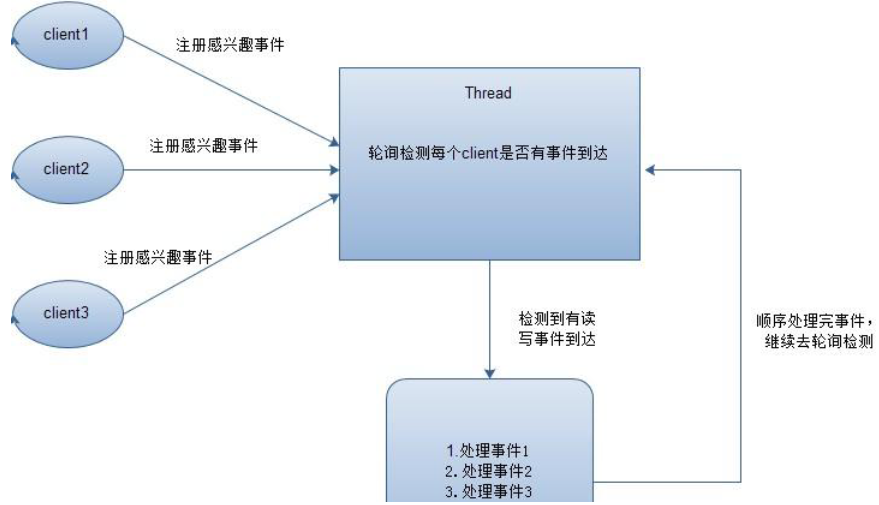 client1
注册感兴趣事件
Thread
client2
注册感兴趣事件
轮询检测每个client是否有事件到达
client3
注册感兴趣事件
检测到有读
写事件到达
顺序处理完事件，
继续去轮询检测
1.处理事件1
2. 处理事件2
3. 处理事件3